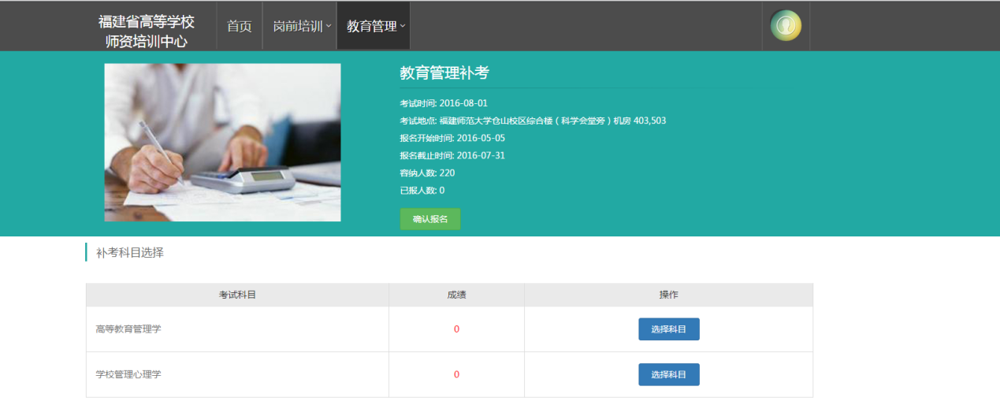 福建省高等学校
师资培训中心
首页
岗前培训
教育管理
教育管理补考
考试时间: 2016-08-01
考试地点: 福建师范大学仓山校区综合楼（科学会堂旁）机房 403,503
报名开始时间: 2016-05-05
报名截止时间: 2016-07-31
容纳人数: 220
已报人数: 0
确认报名
补考科目选择
考试科目 成绩 操作
高等教育管理学 0 选择科目
学校管理心理学 0 选择科目